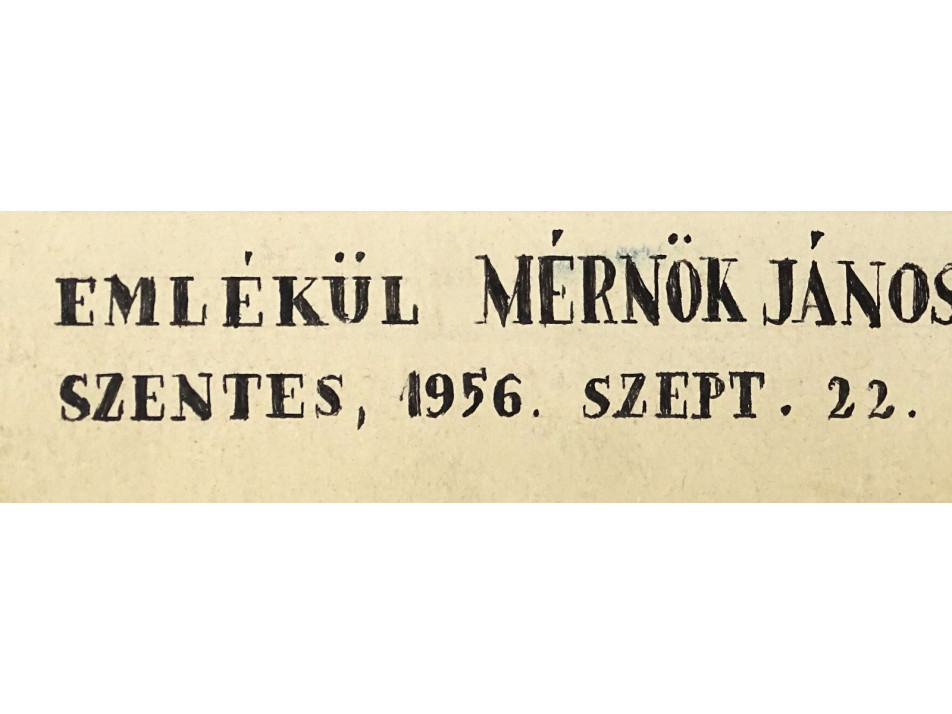 EMLÉKÜL MÉRNÖK JÁNOS
SZENTES, 1956. SZEPT. 22.